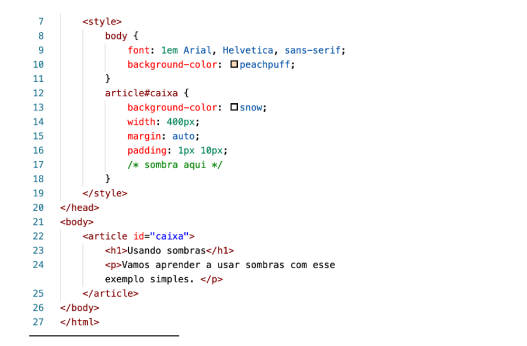 7 <style>
8 body {
9 font: 1em Arial, Helvetica, sans-serif;
10 background-color: peachpuff;
11 }
12 article#caixa {
13 background-color: snow;
14 width: 400px;
15 margin: auto;
16 padding: 1px 10px;
17 /* sombra aqui */
18 }
19 </style>
20 </head>
21 <body>
22 <article id="caixa">
23 <h1>Usando sombras</h1>
24 <p>Vamos aprender a usar sombras com esse
exemplo simples. </p>
25 </article>
26 </body>
27 </html>